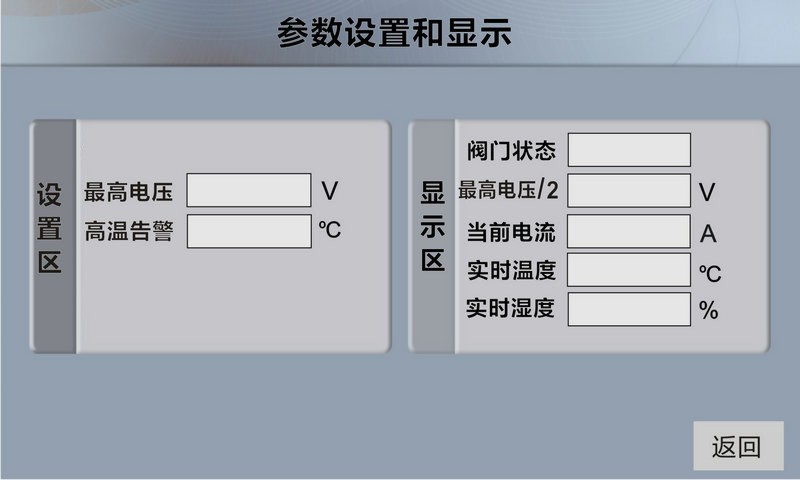 参数设置和显示
设置区
最高电压 V
高温告警 ℃
显示区
阀门状态
最高电压/2 V
当前电流 A
实时温度 ℃
实时湿度 %
返回